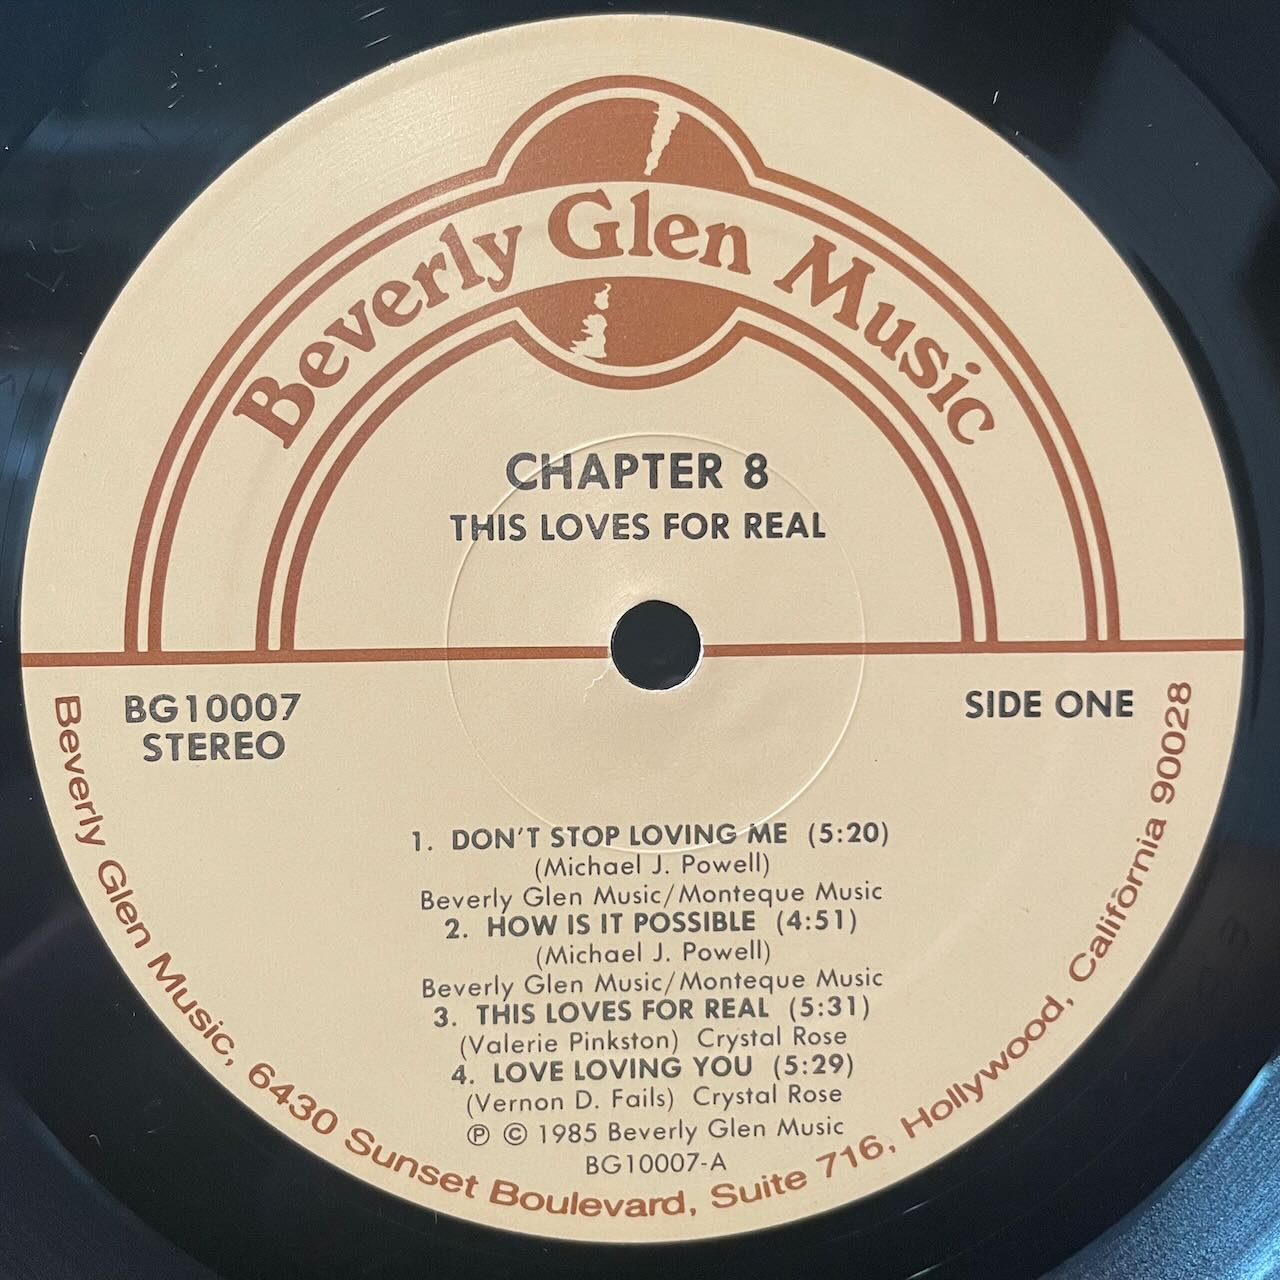 Beverly Glen Music
CHAPTER 8
THIS LOVES FOR REAL
BG10007
STEREO
SIDE ONE
1. DON'T STOP LOVING ME (5:20)
(Michael J. Powell)
Beverly Glen Music/Monteque Music
2. HOW IS IT POSSIBLE (4:51)
(Michael J. Powell)
Beverly Glen Music/Monteque Music
3. THIS LOVES FOR REAL (5:31)
(Valerie Pinkston) Crystal Rose
4. LOVE LOVING YOU (5:29)
(Vernon D. Fails) Crystal Rose
℗ © 1985 Beverly Glen Music
BG10007-A
Beverly Glen Music, 6430 Sunset Boulevard, Suite 716, Hollywood, California 90028